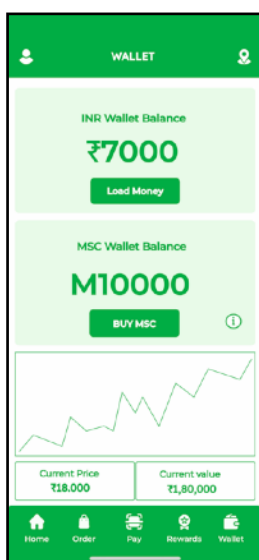 WALLET
INR Wallet Balance
₹7000
Load Money
MSC Wallet Balance
M10000
BUY MSC
Current Price
₹18.000
Current value
₹1,80,000
Home Order Pay Rewards Wallet